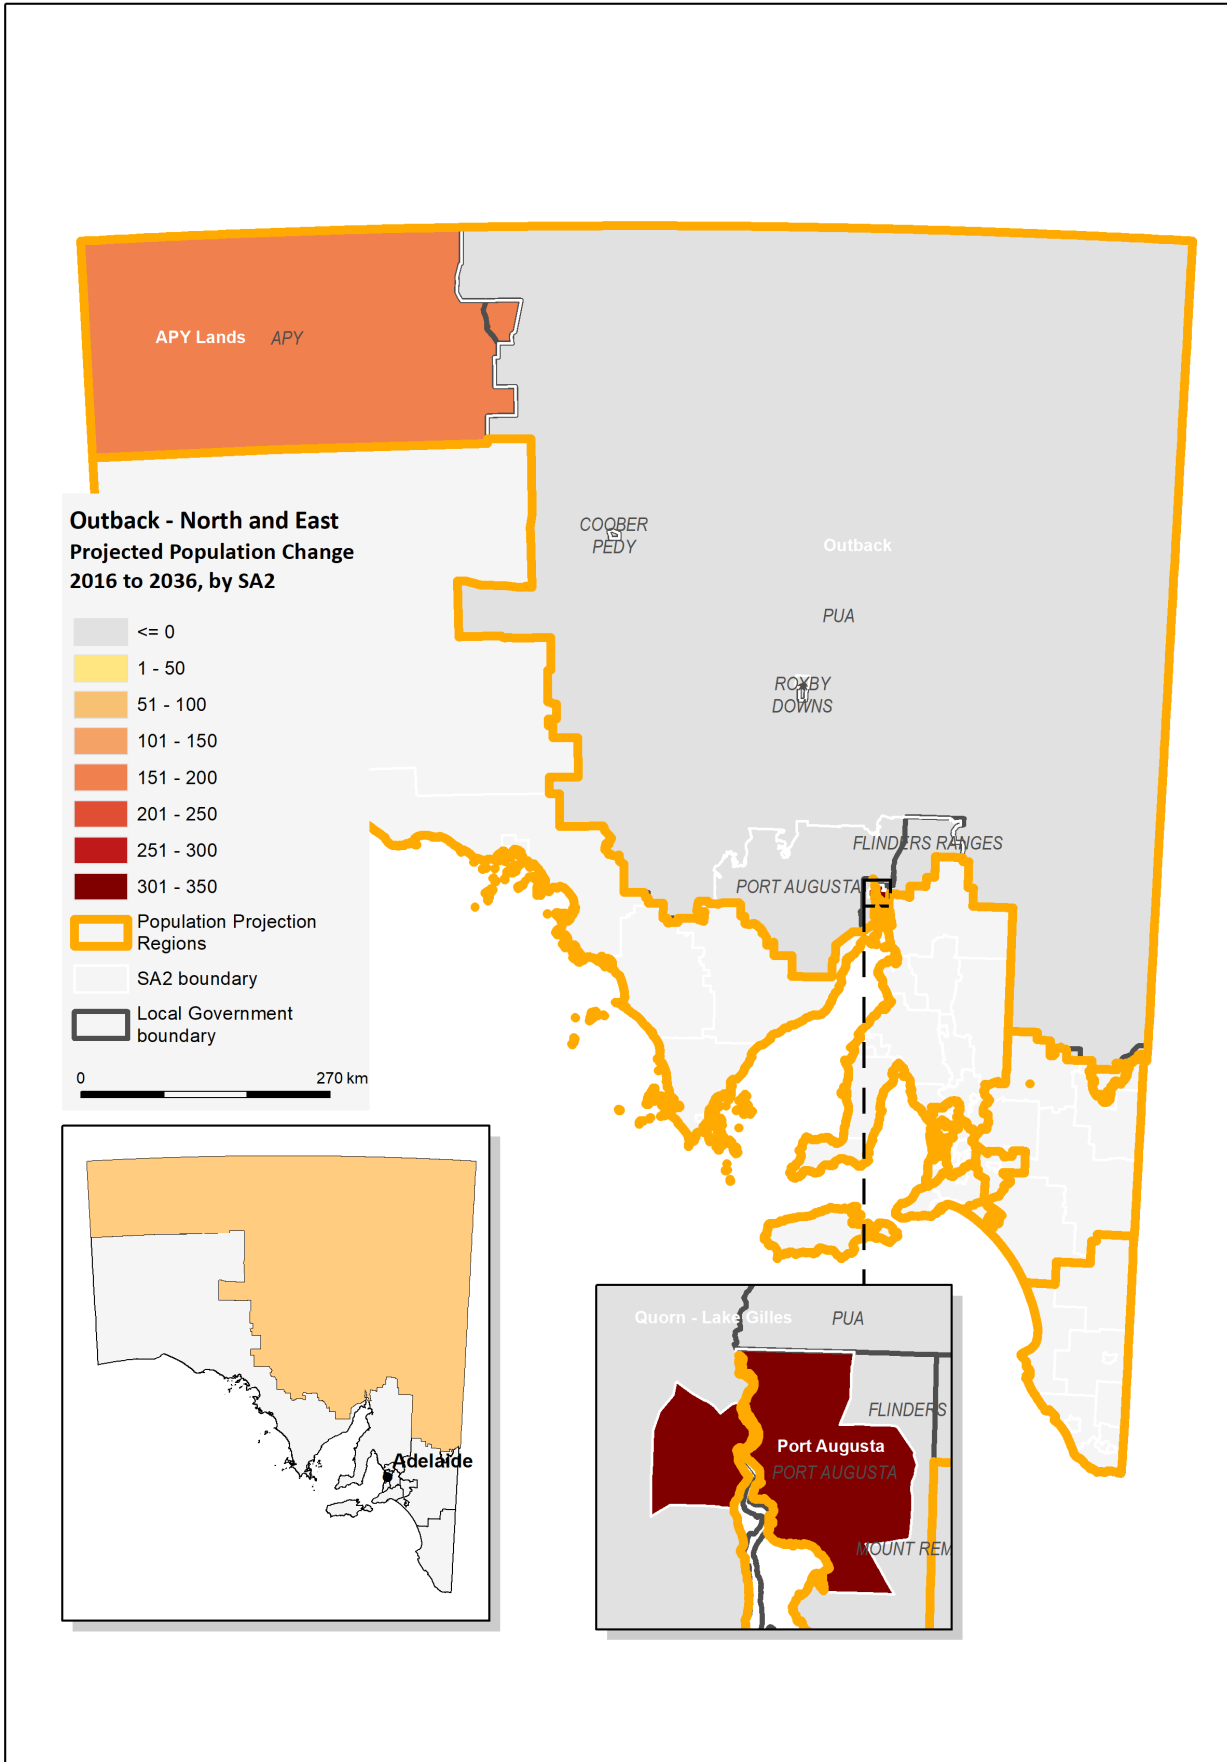 APY Lands
APY
COOBER
PEDY
Outback
PUA
ROXBY
DOWNS
FLINDERS RANGES
PORT AUGUSTA
Outback - North and East
Projected Population Change
2016 to 2036, by SA2
<= 0
1 - 50
51 - 100
101 - 150
151 - 200
201 - 250
251 - 300
301 - 350
Population Projection
Regions
SA2 boundary
Local Government
boundary
0 270 km
Adelaide
Quorn - Lake Gilles
PUA
FLINDERS
Port Augusta
PORT AUGUSTA
MOUNT REM